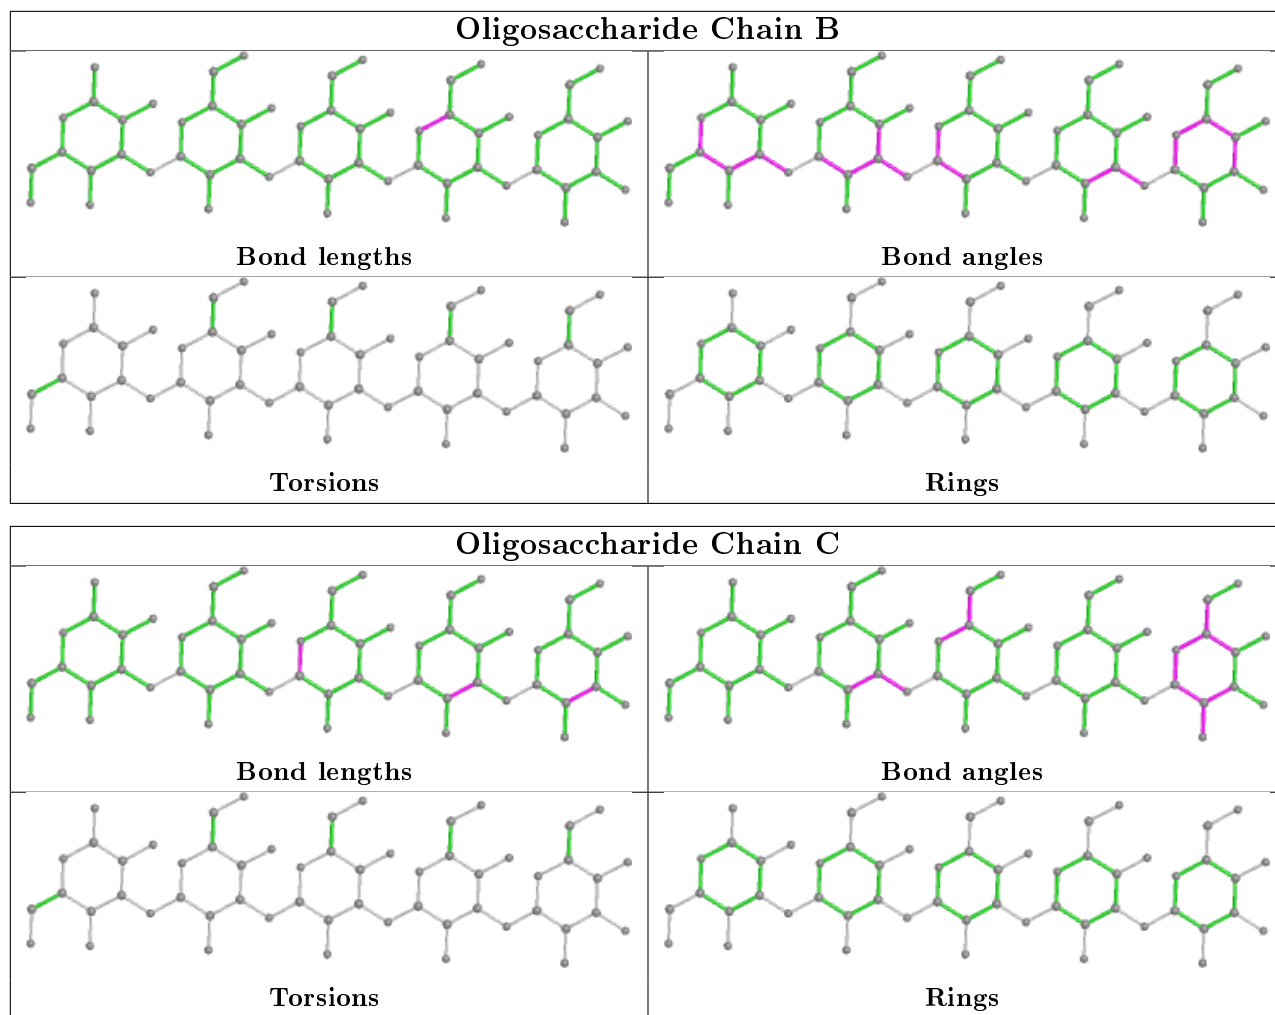 Oligosaccharide Chain B
Bond lengths
Bond angles
Torsions
Rings
Oligosaccharide Chain C
Bond lengths
Bond angles
Torsions
Rings